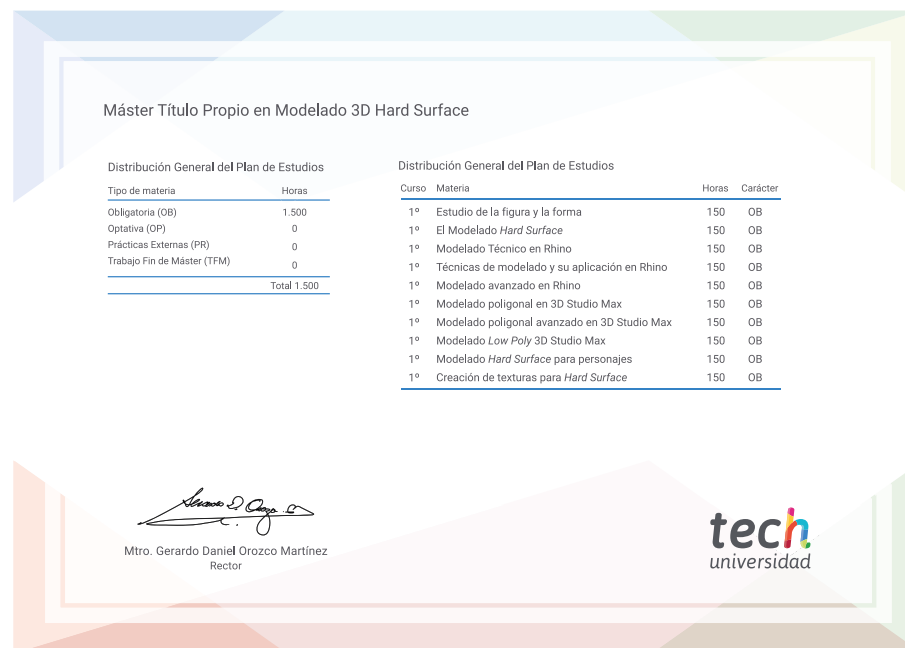 Máster Título Propio en Modelado 3D Hard Surface
Distribución General del Plan de Estudios
Tipo de materia Horas
Obligatoria (OB) 1.500
Optativa (OP) 0
Prácticas Externas (PR) 0
Trabajo Fin de Máster (TFM) 0
Total 1.500
Distribución General del Plan de Estudios
Curso Materia Horas Carácter
1º Estudio de la figura y la forma 150 OB
1º El Modelado Hard Surface 150 OB
1º Modelado Técnico en Rhino 150 OB
1º Técnicas de modelado y su aplicación en Rhino 150 OB
1º Modelado avanzado en Rhino 150 OB
1º Modelado poligonal en 3D Studio Max 150 OB
1º Modelado poligonal avanzado en 3D Studio Max 150 OB
1º Modelado Low Poly 3D Studio Max 150 OB
1º Modelado Hard Surface para personajes 150 OB
1º Creación de texturas para Hard Surface 150 OB
Mtro. Gerardo Daniel Orozco Martínez
Rector
tech
universidad